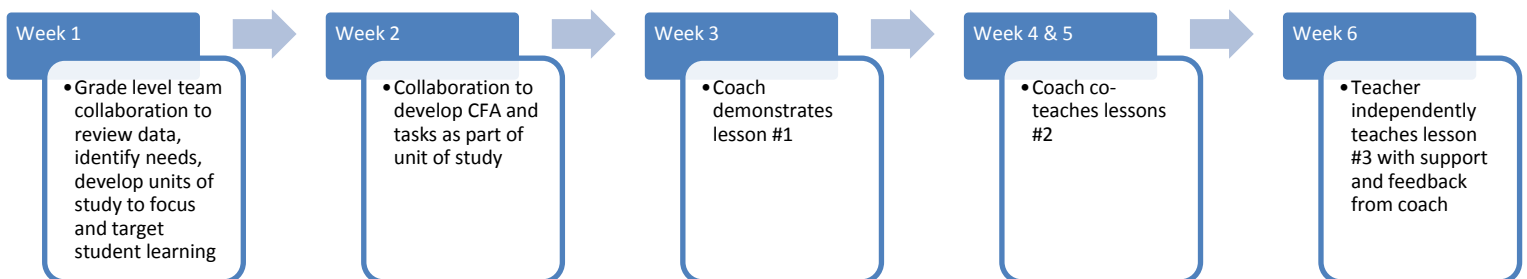 Week 1
•Grade level team
collaboration to
review data,
identify needs,
develop units of
study to focus
and target
student learning
Week 2
•Collaboration to
develop CFA and
tasks as part of
unit of study
Week 3
•Coach
demonstrates
lesson #1
Week 4 & 5
•Coach co-
teaches lessons
#2
Week 6
•Teacher
independently
teaches lesson
#3 with support
and feedback
from coach